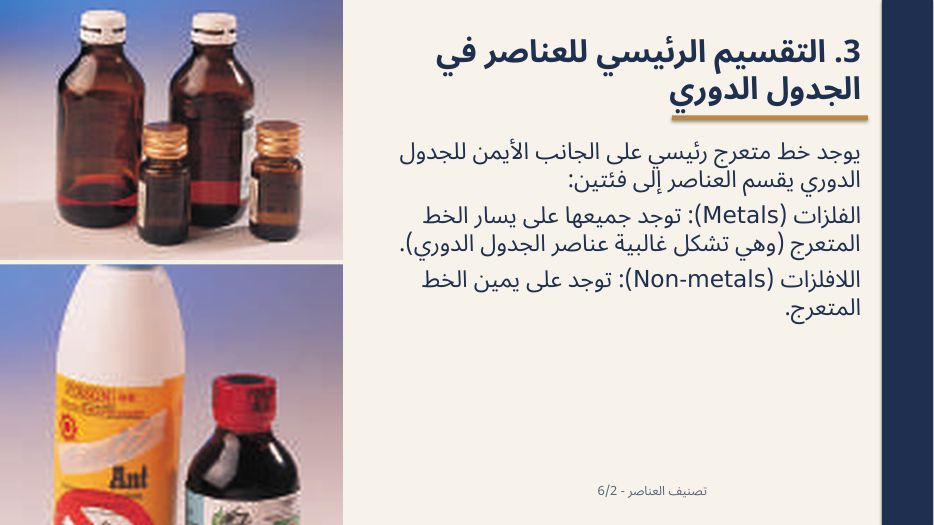 3. التقسيم الرئيسي للعناصر في
الجدول الدوري
يوجد خط متعرج رئيسي على الجانب الأيمن للجدول
الدوري يقسم العناصر إلى فئتين:
الفلزات (Metals): توجد جميعها على يسار الخط
المتعرج (وهي تشكل غالبية عناصر الجدول الدوري).
اللافلزات (Non-metals): توجد على يمين الخط
المتعرج.
تصنيف العناصر - 6/2
POISON
Ant